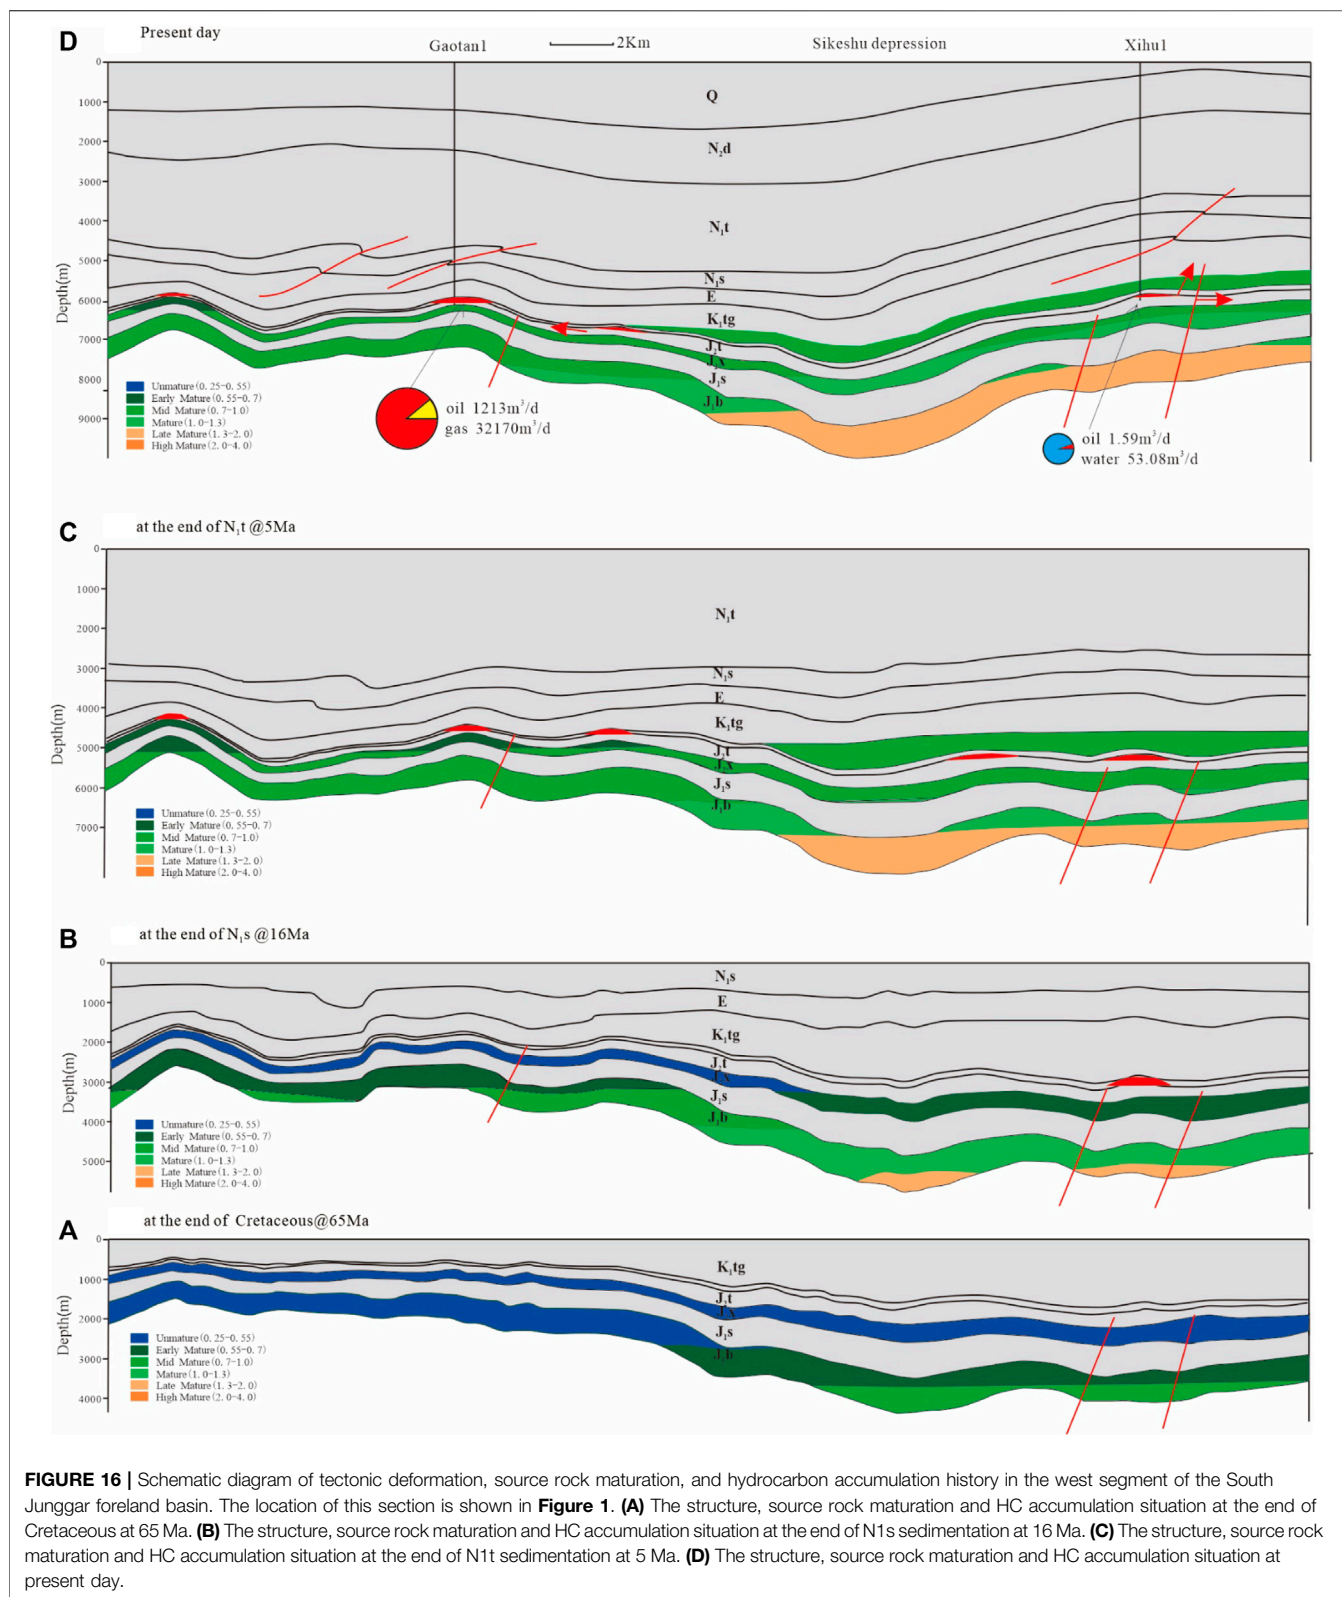 D
Present day
Gaotan1
2Km
Sikeshu depression
Xihu1
Depth(m)
0
1000
2000
3000
4000
5000
6000
7000
8000
9000
Q
N₂d
N₁t
N₁s
E
K₁tg
J₂t
J₂x
J₁s
J₁b
Unmature(0.25-0.55)
Early Mature(0.55-0.7)
Mid Mature(0.7-1.0)
Mature(1.0-1.3)
Late Mature(1.3-2.0)
High Mature(2.0-4.0)
oil 1213m³/d
gas 32170m³/d
oil 1.59m³/d
water 53.08m³/d
C
at the end of N₁t @5Ma
Depth(m)
0
1000
2000
3000
4000
5000
6000
7000
N₁t
N₁s
E
K₁tg
J₂t
J₂x
J₁s
J₁b
Unmature(0.25-0.55)
Early Mature(0.55-0.7)
Mid Mature(0.7-1.0)
Mature(1.0-1.3)
Late Mature(1.3-2.0)
High Mature(2.0-4.0)
B
at the end of N₁s @16Ma
Depth(m)
0
1000
2000
3000
4000
5000
N₁s
E
K₁tg
J₂t
J₁s
J₁b
Unmature(0.25-0.55)
Early Mature(0.55-0.7)
Mid Mature(0.7-1.0)
Mature(1.0-1.3)
Late Mature(1.3-2.0)
High Mature(2.0-4.0)
A
at the end of Cretaceous@65Ma
Depth(m)
0
1000
2000
3000
4000
K₁tg
J₂t
J₁s
J₁b
Unmature(0.25-0.55)
Early Mature(0.55-0.7)
Mid Mature(0.7-1.0)
Mature(1.0-1.3)
Late Mature(1.3-2.0)
High Mature(2.0-4.0)
FIGURE 16 | Schematic diagram of tectonic deformation, source rock maturation, and hydrocarbon accumulation history in the west segment of the South
Junggar foreland basin. The location of this section is shown in Figure 1. (A) The structure, source rock maturation and HC accumulation situation at the end of
Cretaceous at 65 Ma. (B) The structure, source rock maturation and HC accumulation situation at the end of N1s sedimentation at 16 Ma. (C) The structure, source rock
maturation and HC accumulation situation at the end of N1t sedimentation at 5 Ma. (D) The structure, source rock maturation and HC accumulation situation at
present day.